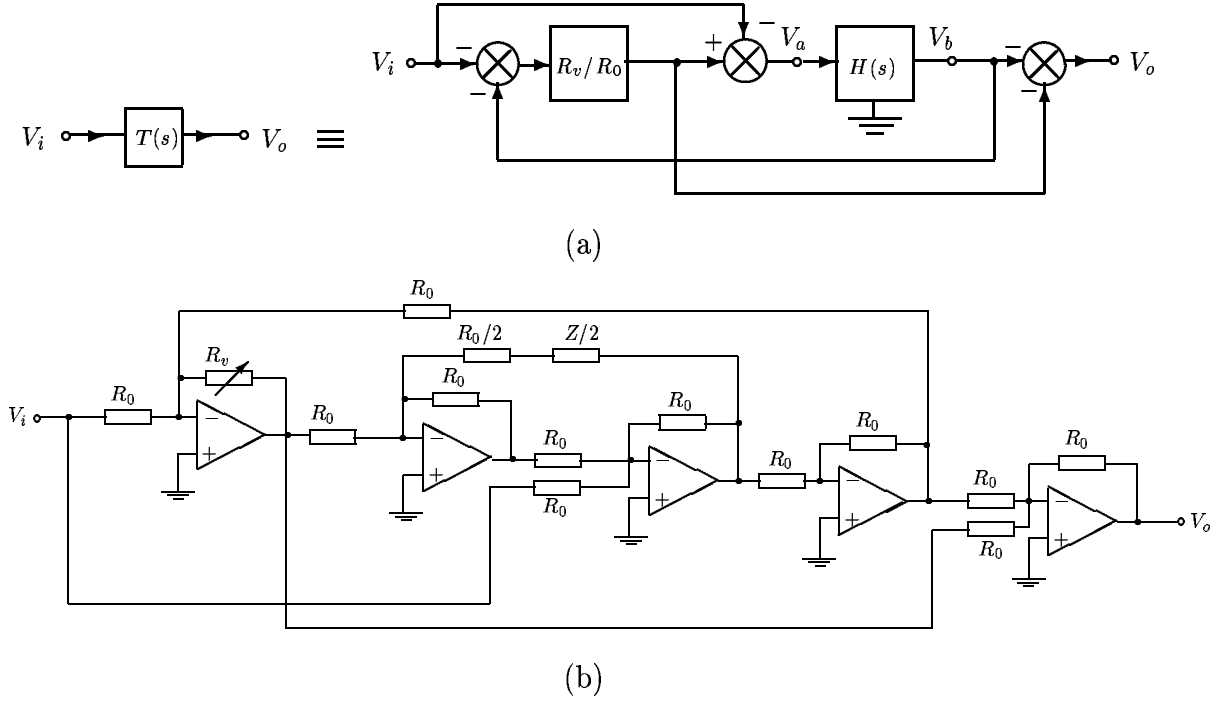 V_i T(s) V_o ≡
V_i − − R_v/R_0 + − V_a H(s) V_b − − V_o
(a)
R_0
R_0/2 Z/2
R_v R_0 R_0 R_0 R_0
V_i R_0 − + R_0 − + R_0 − + R_0 − + R_0 − + V_o
R_0 R_0
(b)